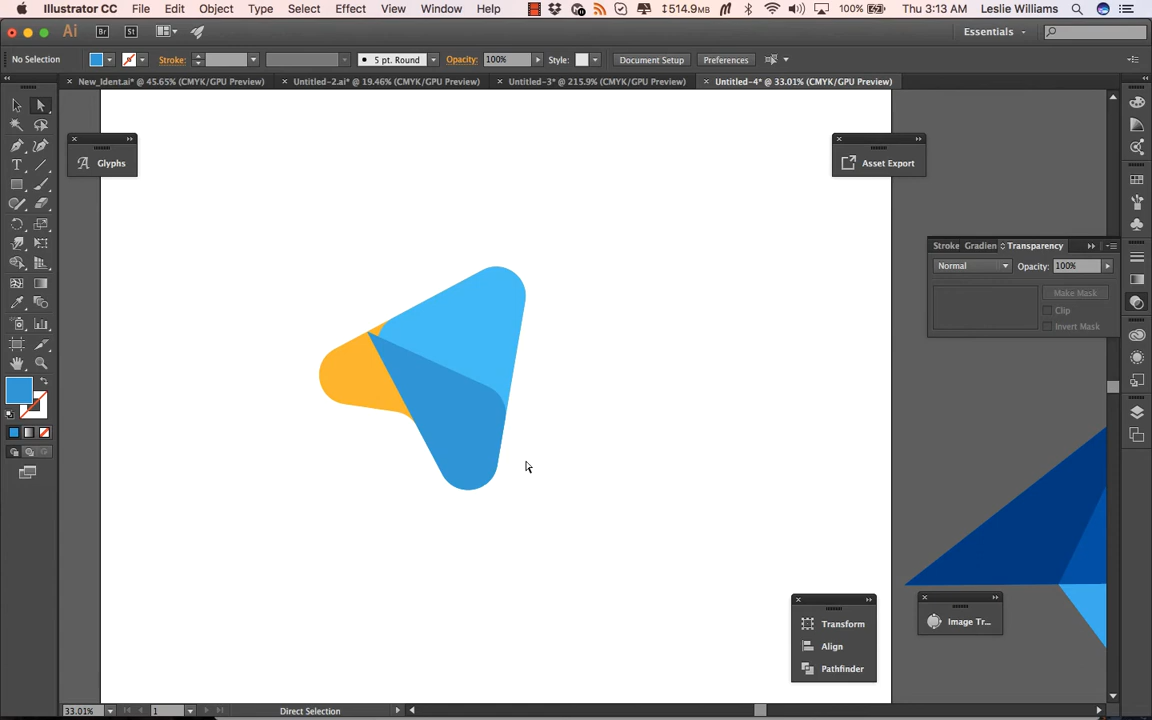 Illustrator CC File Edit Object Type Select Effect View Window Help 514.9MB 100% Thu 3:13 AM Leslie Williams
Ai Br St Essentials
No Selection Stroke: 5 pt. Round Opacity: 100% Style: Document Setup Preferences
New_Ident.ai* @ 45.65% (CMYK/GPU Preview) Untitled-2.ai* @ 19.46% (CMYK/GPU Preview) Untitled-3* @ 215.9% (CMYK/GPU Preview) Untitled-4* @ 33.01% (CMYK/GPU Preview)
Glyphs
Asset Export
Stroke Gradien Transparency
Normal Opacity: 100%
Make Mask
Clip
Invert Mask
Transform
Align
Pathfinder
Image Tr...
33.01% 1 Direct Selection